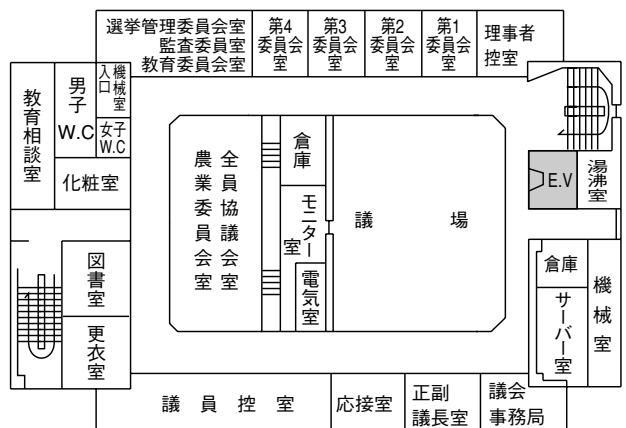 選挙管理委員会室
監査委員室
教育委員会室
第4
委員会
室
第3
委員会
室
第2
委員会
室
第1
委員会
室
理事者
控室
教育相談室
男子
W.C
機械室
入口
女子
W.C
化粧室
図書室
更衣室
全員協議会室
農業委員会室
倉庫
モニター
室
電気室
議場
E.V
湯沸室
倉庫
サーバー室
機械室
議員控室
応接室
正副
議長室
議会
事務局